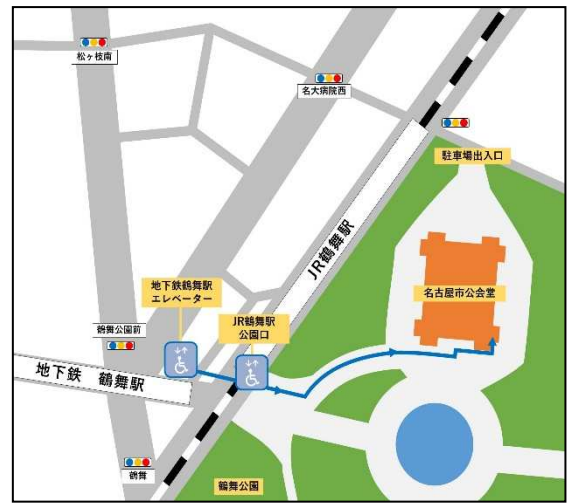 松ヶ枝南
名大病院西
駐車場出入口
JR鶴舞駅
地下鉄鶴舞駅
エレベーター
名古屋市公会堂
JR鶴舞駅
公園口
鶴舞公園前
地下鉄 鶴舞駅
鶴舞
鶴舞公園